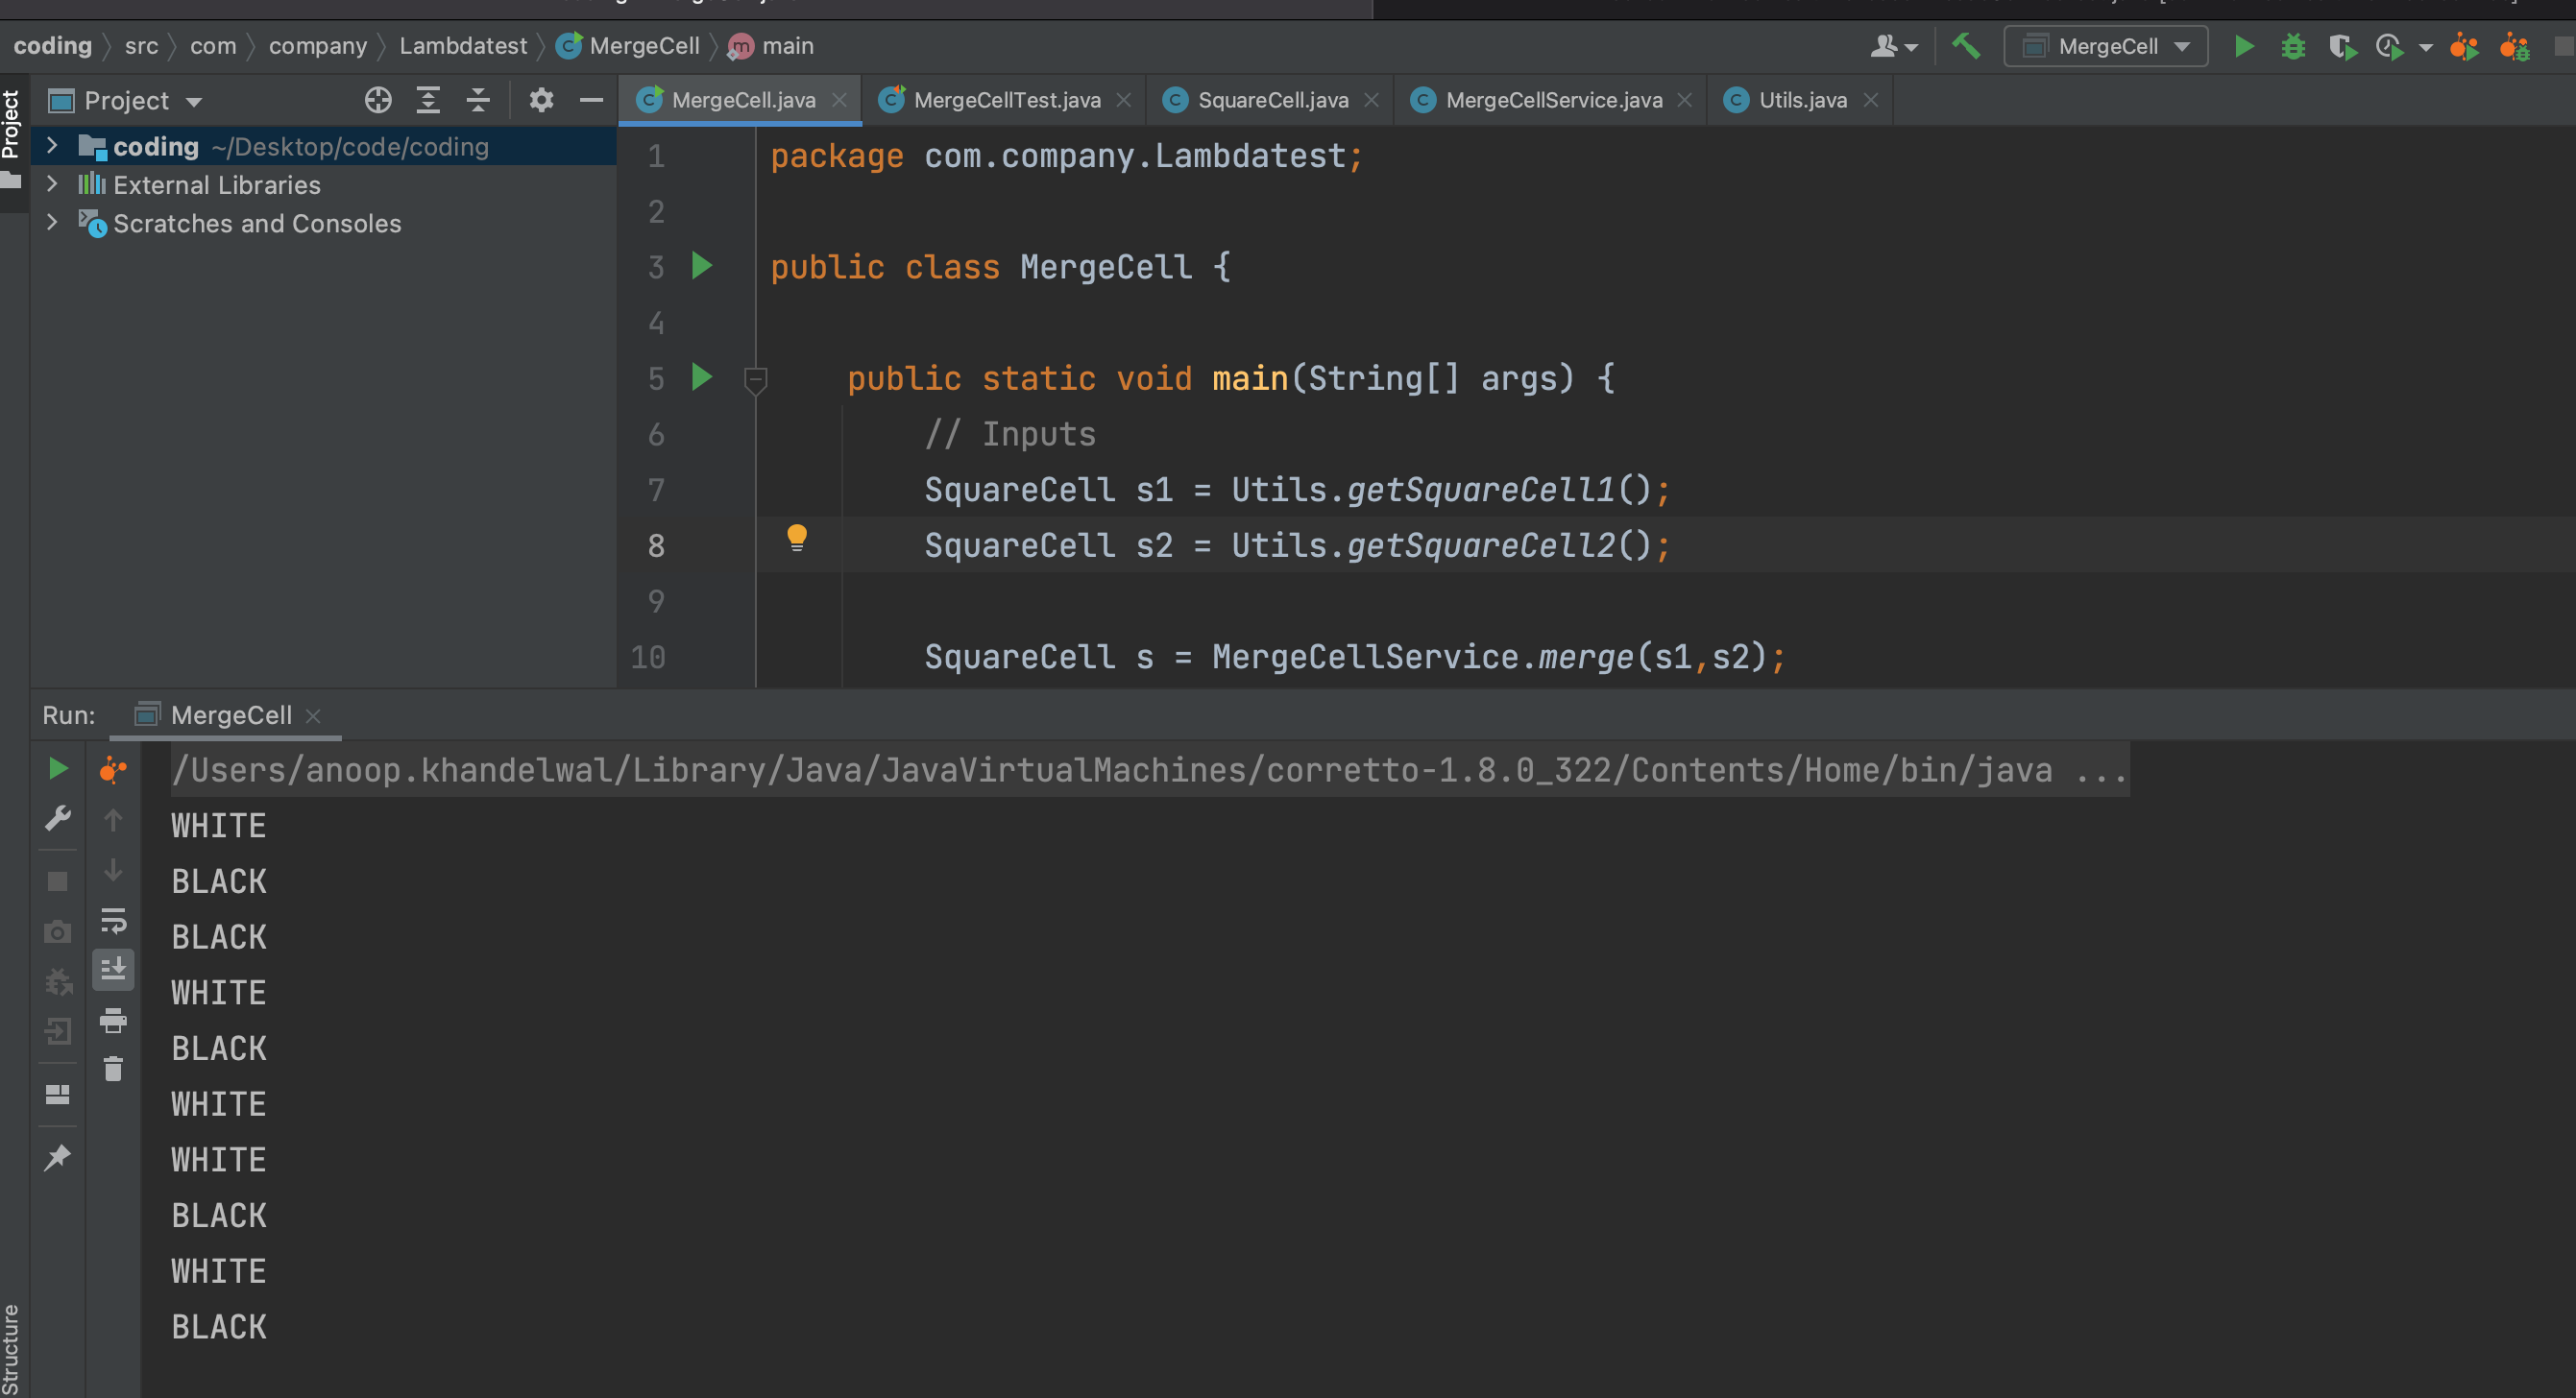 coding src com company Lambdatest MergeCell main MergeCell
Project
Project
MergeCell.java MergeCellTest.java SquareCell.java MergeCellService.java Utils.java
coding ~/Desktop/code/coding
External Libraries
Scratches and Consoles
1 package com.company.Lambdatest;
2
3 public class MergeCell {
4
5 public static void main(String[] args) {
6 // Inputs
7 SquareCell s1 = Utils.getSquareCell1();
8 SquareCell s2 = Utils.getSquareCell2();
9
10 SquareCell s = MergeCellService.merge(s1,s2);
Run: MergeCell
/Users/anoop.khandelwal/Library/Java/JavaVirtualMachines/corretto-1.8.0_322/Contents/Home/bin/java ...
WHITE
BLACK
BLACK
WHITE
BLACK
WHITE
WHITE
BLACK
WHITE
BLACK
Structure